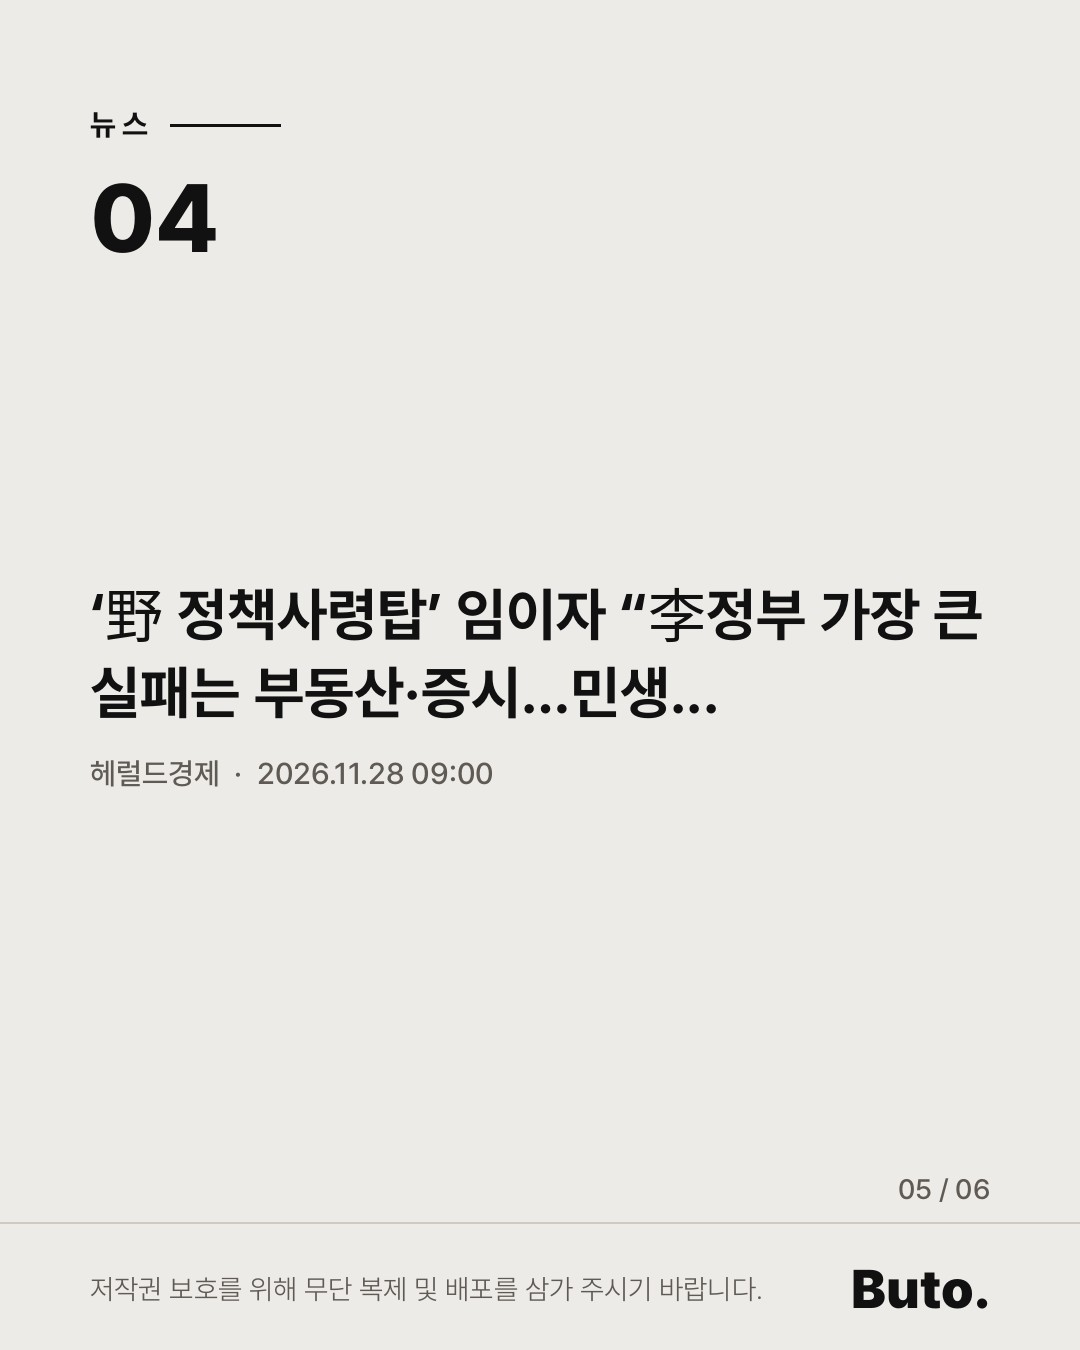 뉴스
04
‘野 정책사령탑’ 임이자 “李정부 가장 큰
실패는 부동산·증시…민생...
헤럴드경제 · 2026.11.28 09:00
05 / 06
저작권 보호를 위해 무단 복제 및 배포를 삼가 주시기 바랍니다.
Buto.